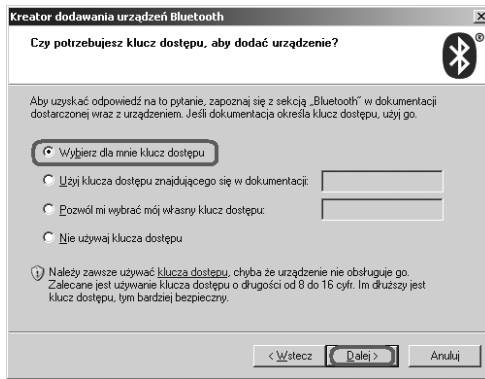 Kreator dodawania urządzeń Bluetooth
Czy potrzebujesz klucz dostępu, aby dodać urządzenie?
Aby uzyskać odpowiedź na to pytanie, zapoznaj się z sekcją „Bluetooth” w dokumentacji
dostarczonej wraz z urządzeniem. Jeśli dokumentacja określa klucz dostępu, użyj go.
Wybierz dla mnie klucz dostępu
Użyj klucza dostępu znajdującego się w dokumentacji:
Pozwól mi wybrać mój własny klucz dostępu:
Nie używaj klucza dostępu
Należy zawsze używać klucza dostępu, chyba że urządzenie nie obsługuje go.
Zalecane jest używanie klucza dostępu o długości od 8 do 16 cyfr. Im dłuższy jest
klucz dostępu, tym bardziej bezpieczny.
< Wstecz Dalej > Anuluj